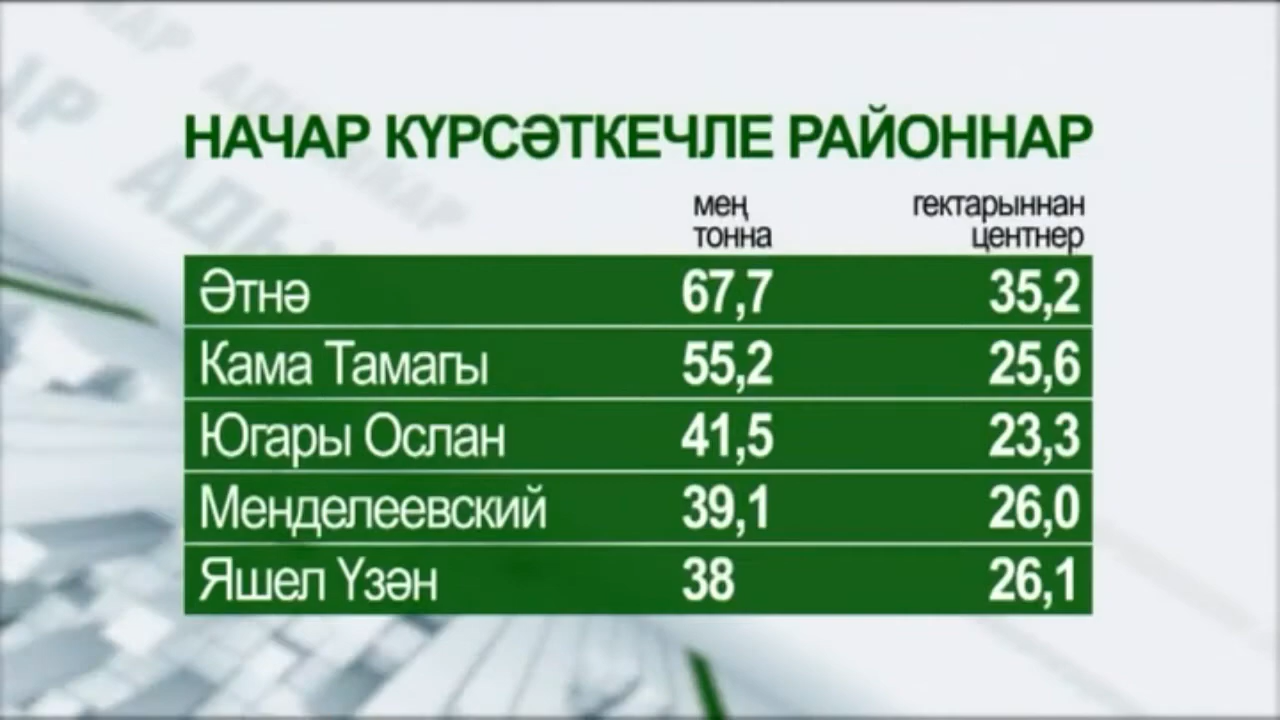 НАЧАР КҮРСӘТКЕЧЛЕ РАЙОННАР
мең гектарыннан
тонна центнер
Әтнә 67,7 35,2
Кама Тамагы 55,2 25,6
Югары Ослан 41,5 23,3
Менделеевский 39,1 26,0
Яшел Үзән 38 26,1